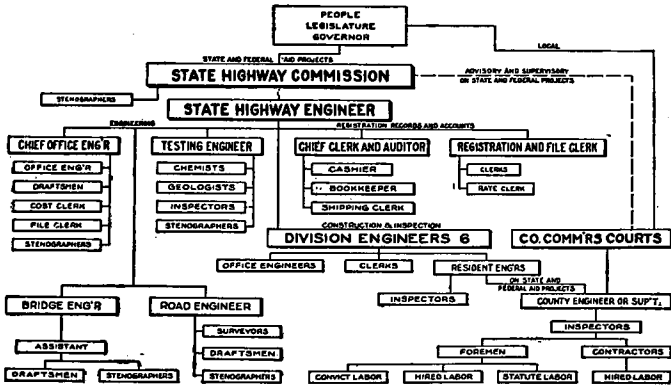 PEOPLE
LEGISLATURE
GOVERNOR
STATE AND FEDERAL AID PROJECTS
LOCAL
STATE HIGHWAY COMMISSION
ADVISORY AND SUPERVISORY
ON STATE AND FEDERAL PROJECTS
STENOGRAPHERS
STATE HIGHWAY ENGINEER
ENGINEERING
REGISTRATION RECORDS AND ACCOUNTS
CHIEF OFFICE ENG'R
TESTING ENGINEER
CHIEF CLERK AND AUDITOR
REGISTRATION AND FILE CLERK
OFFICE ENG'R
CHEMISTS
CASHIER
CLERKS
DRAFTSMEN
GEOLOGISTS
BOOKKEEPER
RATE CLERK
COST CLERK
INSPECTORS
SHIPPING CLERK
FILE CLERK
STENOGRAPHERS
STENOGRAPHERS
CONSTRUCTION & INSPECTION
DIVISION ENGINEERS 6
CO. COMM'RS COURTS
OFFICE ENGINEERS
CLERKS
RESIDENT ENG'RS
ON STATE AND
FEDERAL AID PROJECTS
INSPECTORS
COUNTY ENGINEER OR SUP'T.
BRIDGE ENG'R
ROAD ENGINEER
INSPECTORS
SURVEYORS
ASSISTANT
DRAFTSMEN
FOREMEN
CONTRACTORS
DRAFTSMEN
STENOGRAPHERS
STENOGRAPHERS
CONVICT LABOR
HIRED LABOR
STATUTE LABOR
HIRED LABOR